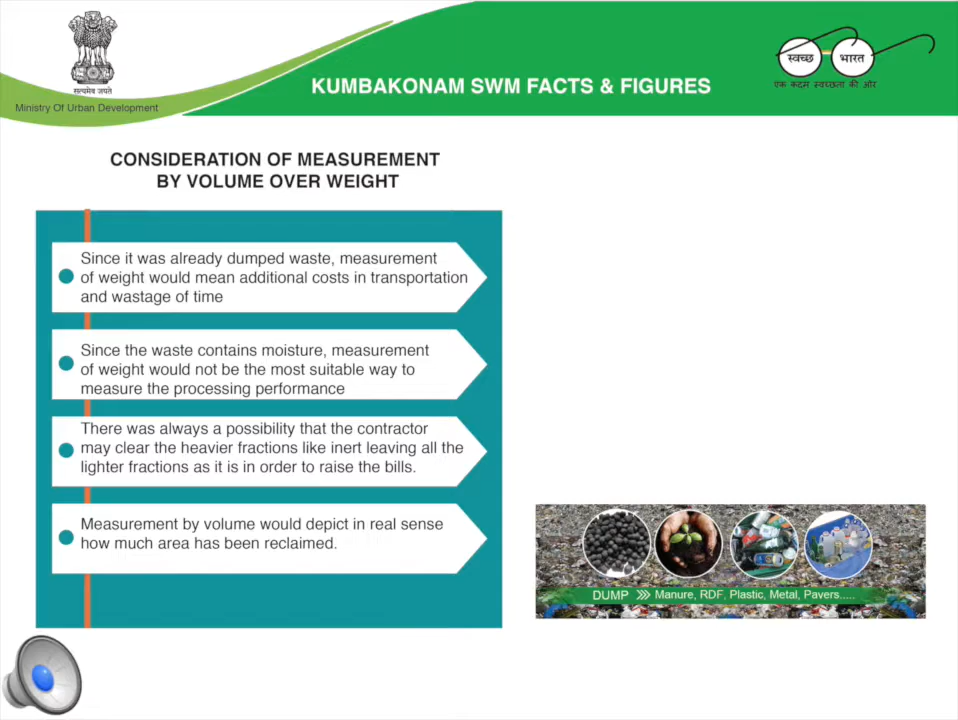 सत्यमेव जयते
Ministry Of Urban Development
KUMBAKONAM SWM FACTS & FIGURES
स्वच्छ भारत
एक कदम स्वच्छता की ओर
CONSIDERATION OF MEASUREMENT
BY VOLUME OVER WEIGHT
Since it was already dumped waste, measurement
of weight would mean additional costs in transportation
and wastage of time
Since the waste contains moisture, measurement
of weight would not be the most suitable way to
measure the processing performance
There was always a possibility that the contractor
may clear the heavier fractions like inert leaving all the
lighter fractions as it is in order to raise the bills.
Measurement by volume would depict in real sense
how much area has been reclaimed.
DUMP >>> Manure, RDF, Plastic, Metal, Pavers.....